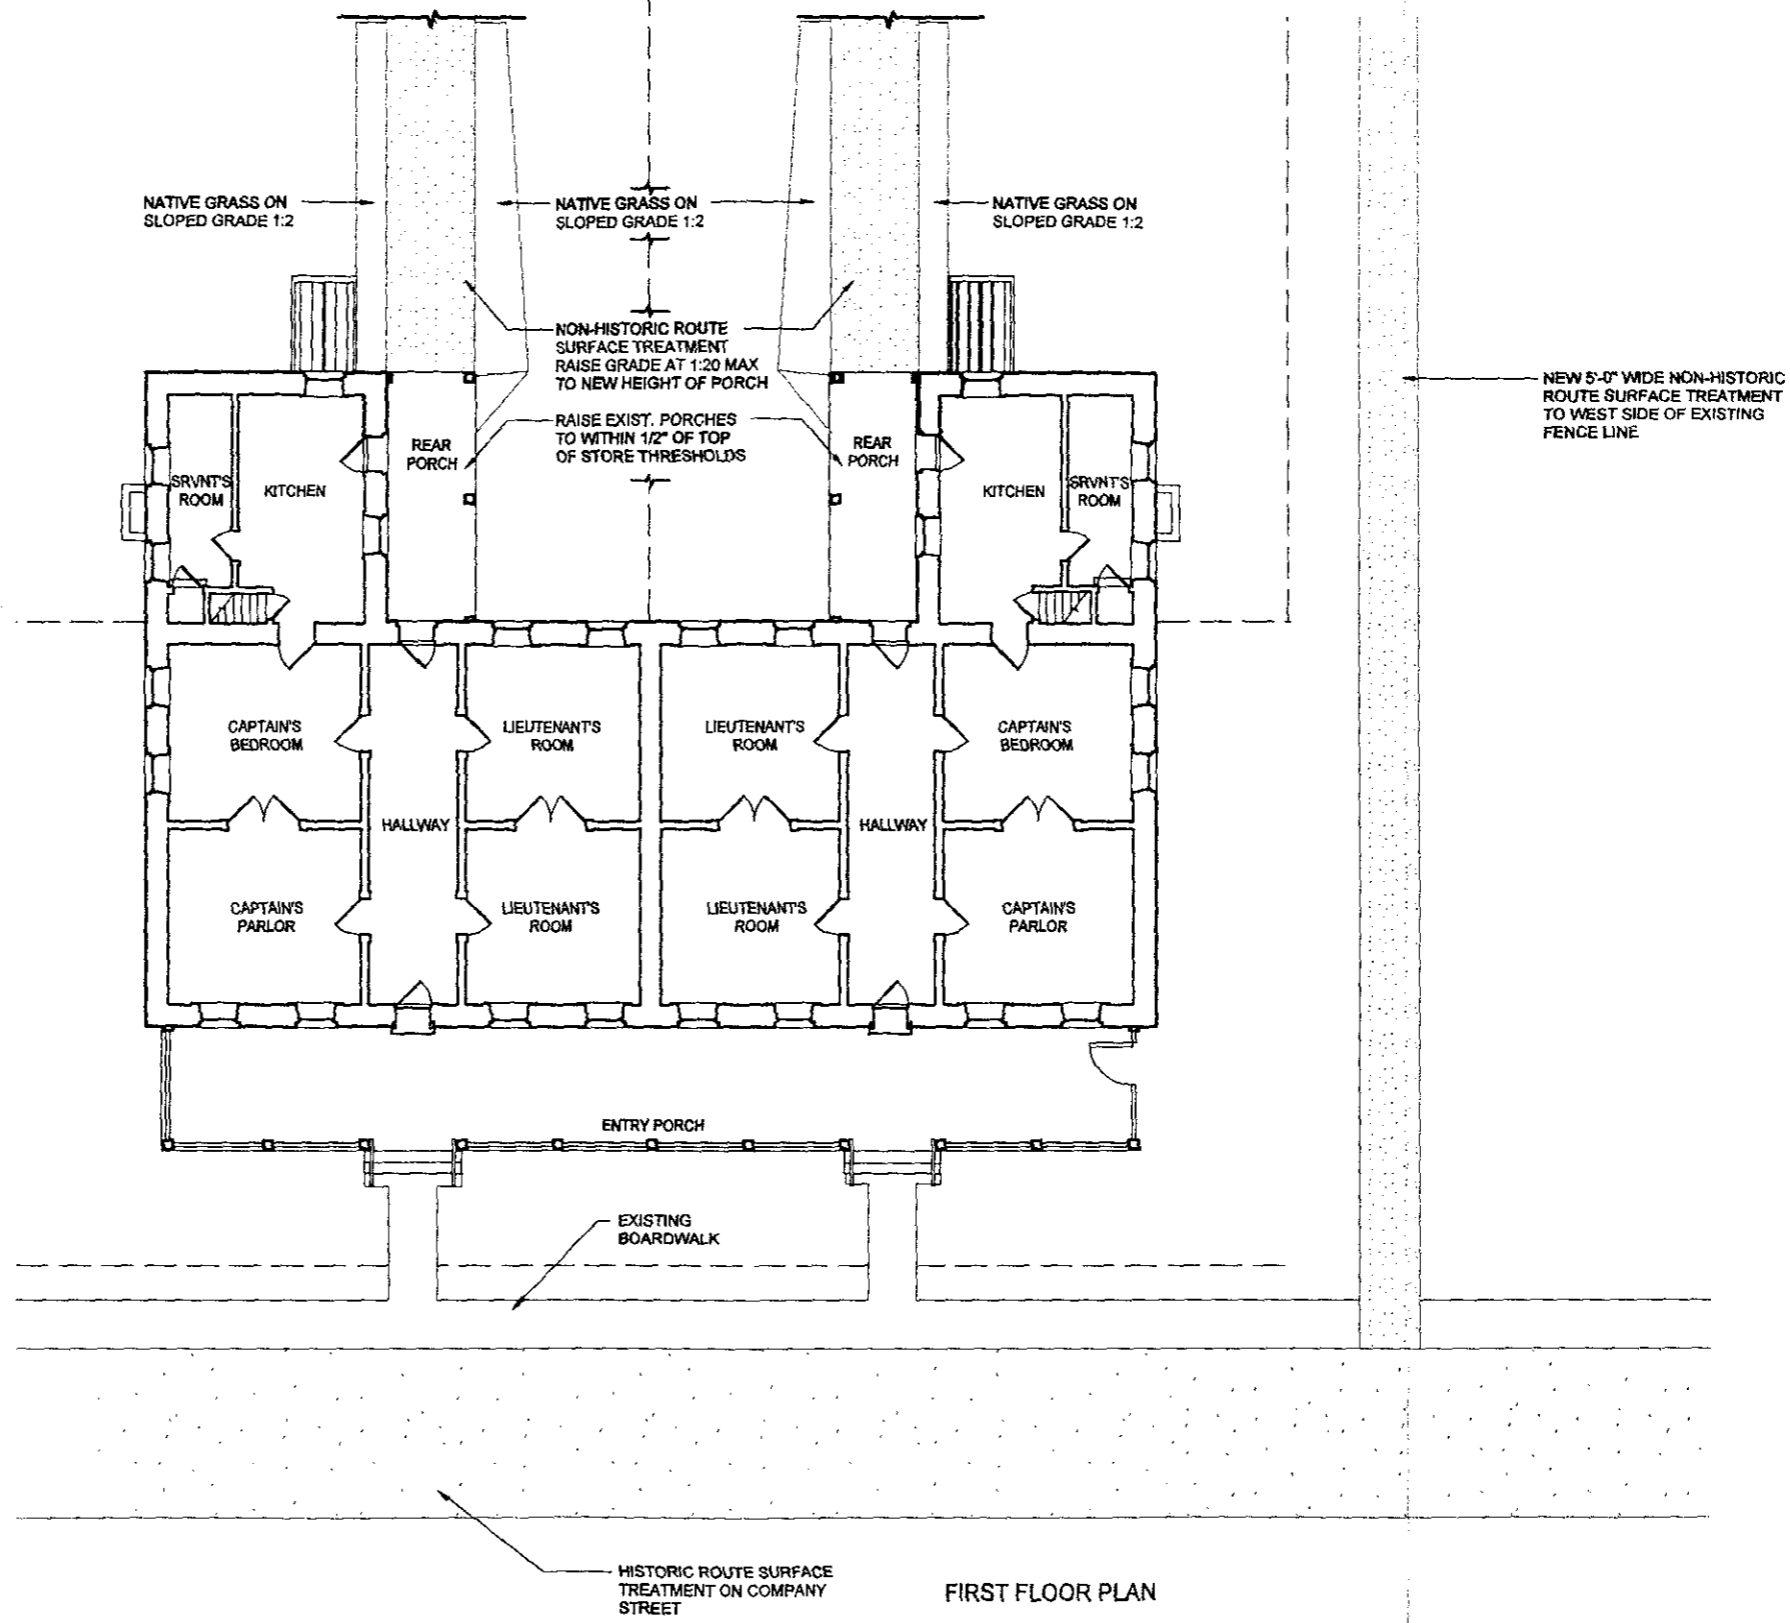 NATIVE GRASS ON
SLOPED GRADE 1:2
NATIVE GRASS ON
SLOPED GRADE 1:2
NATIVE GRASS ON
SLOPED GRADE 1:2
NON-HISTORIC ROUTE
SURFACE TREATMENT
RAISE GRADE AT 1:20 MAX
TO NEW HEIGHT OF PORCH
NEW 5'-0" WIDE NON-HISTORIC
ROUTE SURFACE TREATMENT
TO WEST SIDE OF EXISTING
FENCE LINE
RAISE EXIST. PORCHES
TO WITHIN 1/2" OF TOP
OF STORE THRESHOLDS
REAR
PORCH
REAR
PORCH
SRVNT'S
ROOM
KITCHEN
KITCHEN
SRVNT'S
ROOM
CAPTAIN'S
BEDROOM
LIEUTENANT'S
ROOM
LIEUTENANT'S
ROOM
CAPTAIN'S
BEDROOM
HALLWAY
HALLWAY
CAPTAIN'S
PARLOR
LIEUTENANT'S
ROOM
LIEUTENANT'S
ROOM
CAPTAIN'S
PARLOR
ENTRY PORCH
EXISTING
BOARDWALK
HISTORIC ROUTE SURFACE
TREATMENT ON COMPANY
STREET
FIRST FLOOR PLAN